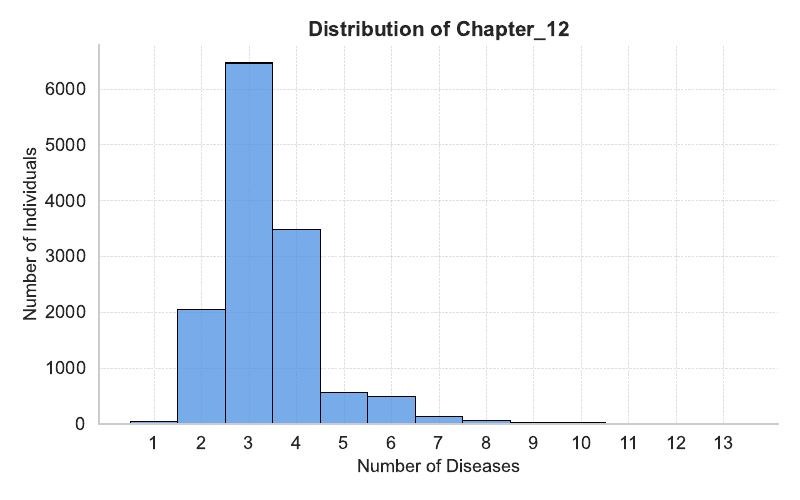 Distribution of Chapter_12
Number of Individuals
6000
5000
4000
3000
2000
1000
0
1 2 3 4 5 6 7 8 9 10 11 12 13
Number of Diseases